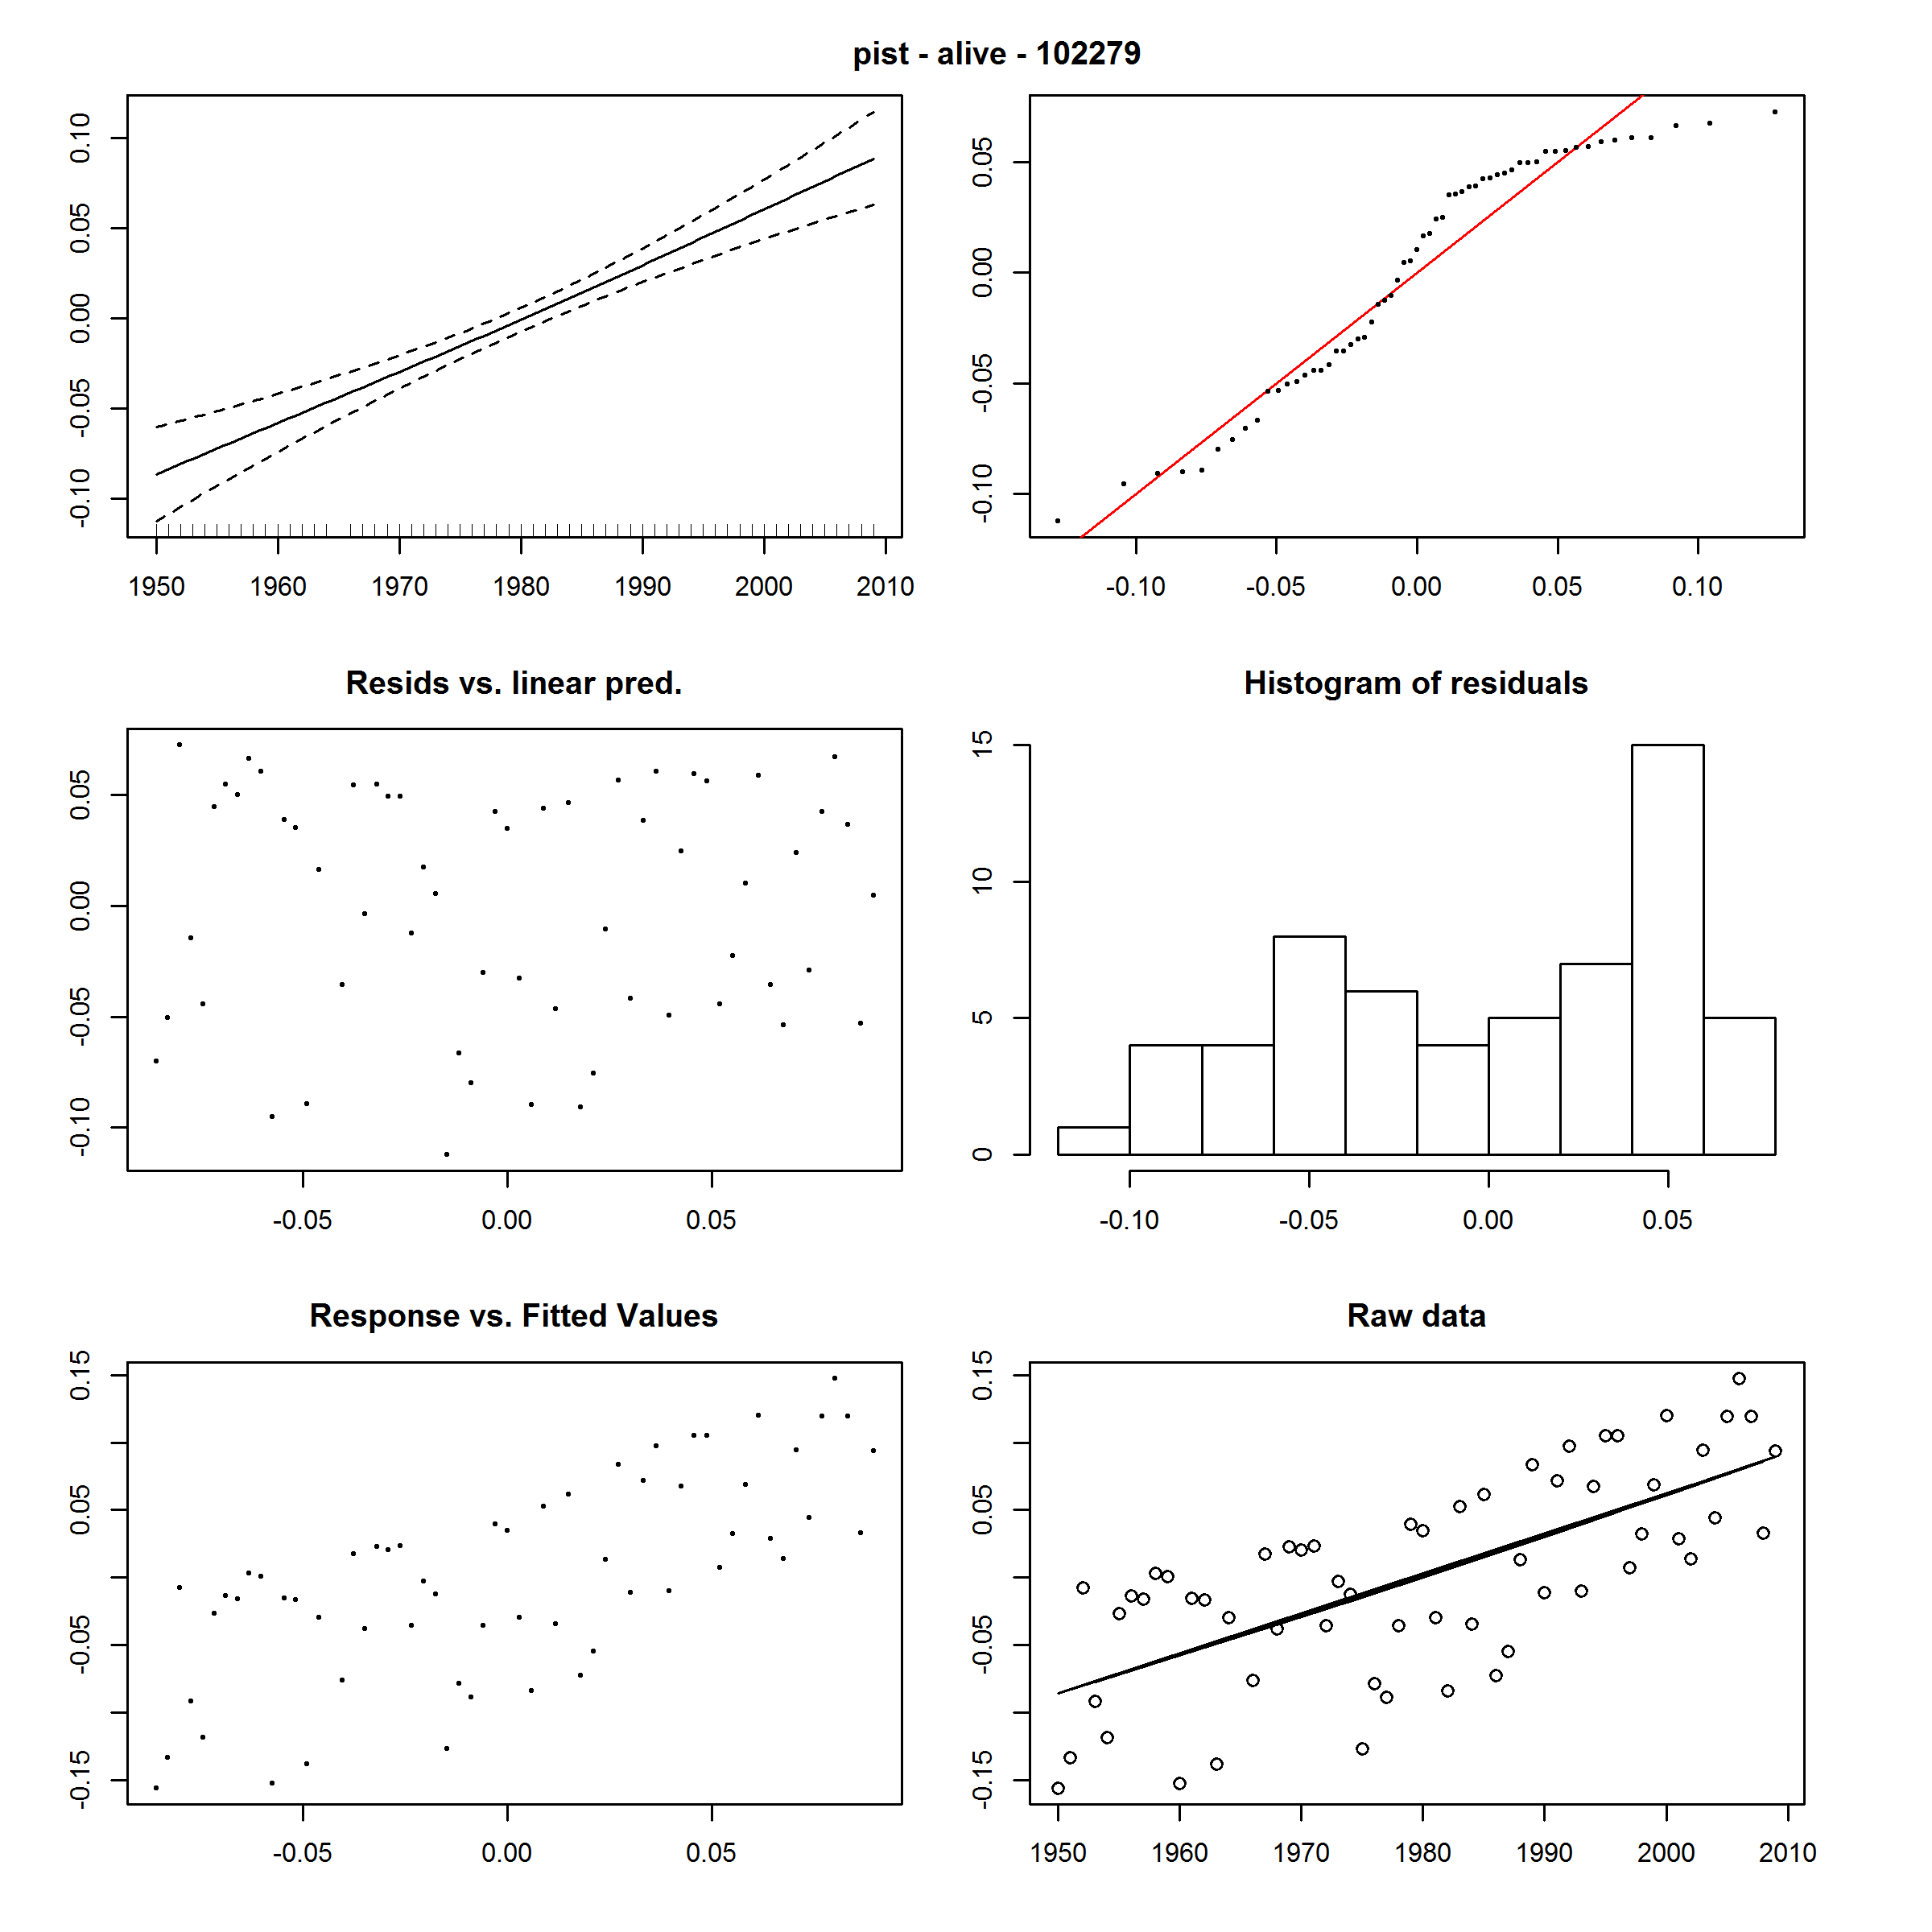 pist - alive - 102279
0.10
0.05
0.00
-0.05
-0.10
1950 1960 1970 1980 1990 2000 2010
0.05
0.00
-0.05
-0.10
-0.10 -0.05 0.00 0.05 0.10
Resids vs. linear pred.
0.05
0.00
-0.05
-0.10
-0.05 0.00 0.05
Histogram of residuals
15
10
5
0
-0.10 -0.05 0.00 0.05
Response vs. Fitted Values
0.15
0.05
-0.05
-0.15
-0.05 0.00 0.05
Raw data
0.15
0.05
-0.05
-0.15
1950 1960 1970 1980 1990 2000 2010